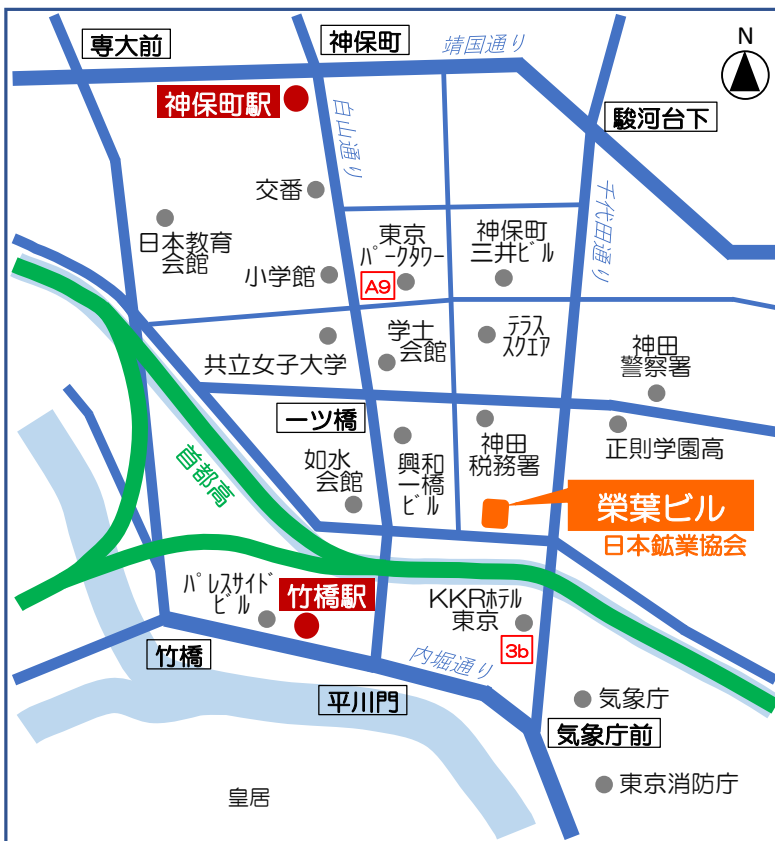 専大前
神保町
靖国通り
N
神保町駅
白山通り
駿河台下
交番
千代田通り
日本教育
会館
東京
ﾊﾟｰｸﾀﾜｰ
神保町
三井ビル
小学館
A9
共立女子大学
学士
会館
ﾃﾗｽ
ｽｸｴｱ
神田
警察署
一ツ橋
神田
税務署
正則学園高
首都高
如水
会館
興和
一橋
ビル
榮葉ビル
日本鉱業協会
ﾊﾟﾚｽｻｲﾄﾞ
ﾋﾞﾙ
竹橋駅
KKRﾎﾃﾙ
東京
3b
竹橋
内堀通り
平川門
気象庁
気象庁前
皇居
東京消防庁